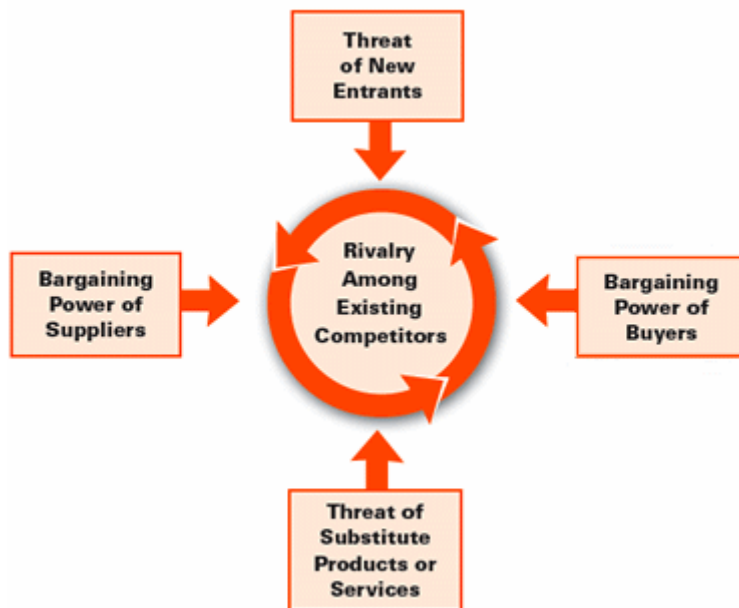 Threat
of New
Entrants
Bargaining
Power of
Suppliers
Rivalry
Among
Existing
Competitors
Bargaining
Power of
Buyers
Threat of
Substitute
Products or
Services